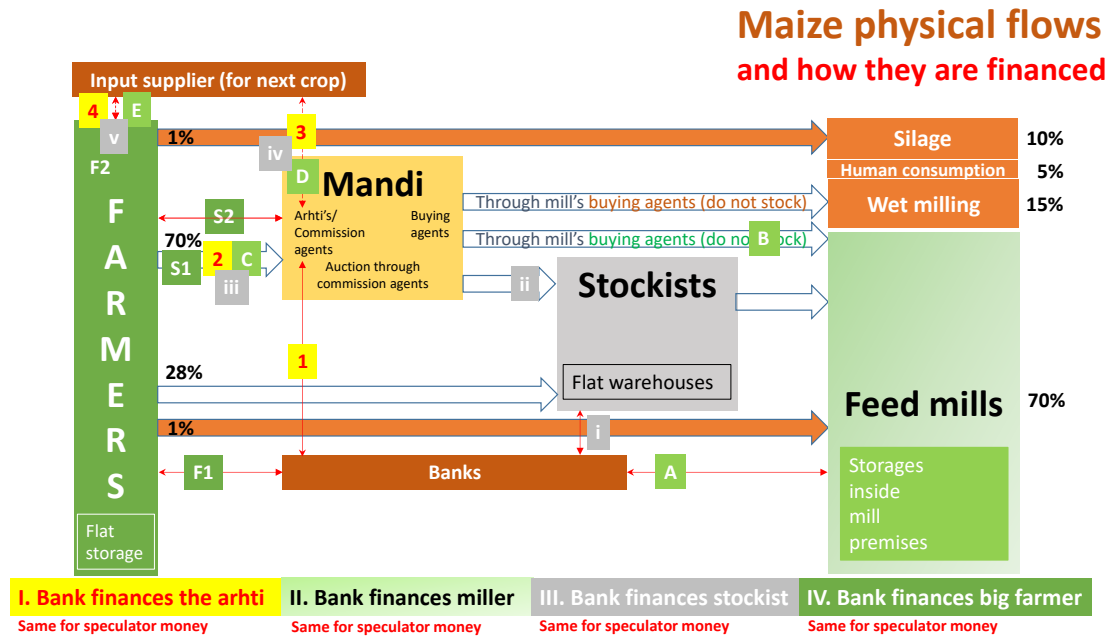 Maize physical flows
and how they are financed
Input supplier (for next crop)
4
E
v
F2
F
A
R
M
E
R
S
Flat
storage
1%
3
iv
D
Mandi
Arhti's/
Commission
agents
Buying
agents
Auction through
commission agents
S2
70%
S1
2
C
iii
Through mill's buying agents (do not stock)
Through mill's buying agents (do not stock)
B
ii
Stockists
Flat warehouses
1
28%
1%
i
F1
Banks
A
Silage
10%
Human consumption
5%
Wet milling
15%
Feed mills
70%
Storages
inside
mill
premises
I. Bank finances the arhti
Same for speculator money
II. Bank finances miller
Same for speculator money
III. Bank finances stockist
Same for speculator money
IV. Bank finances big farmer
Same for speculator money